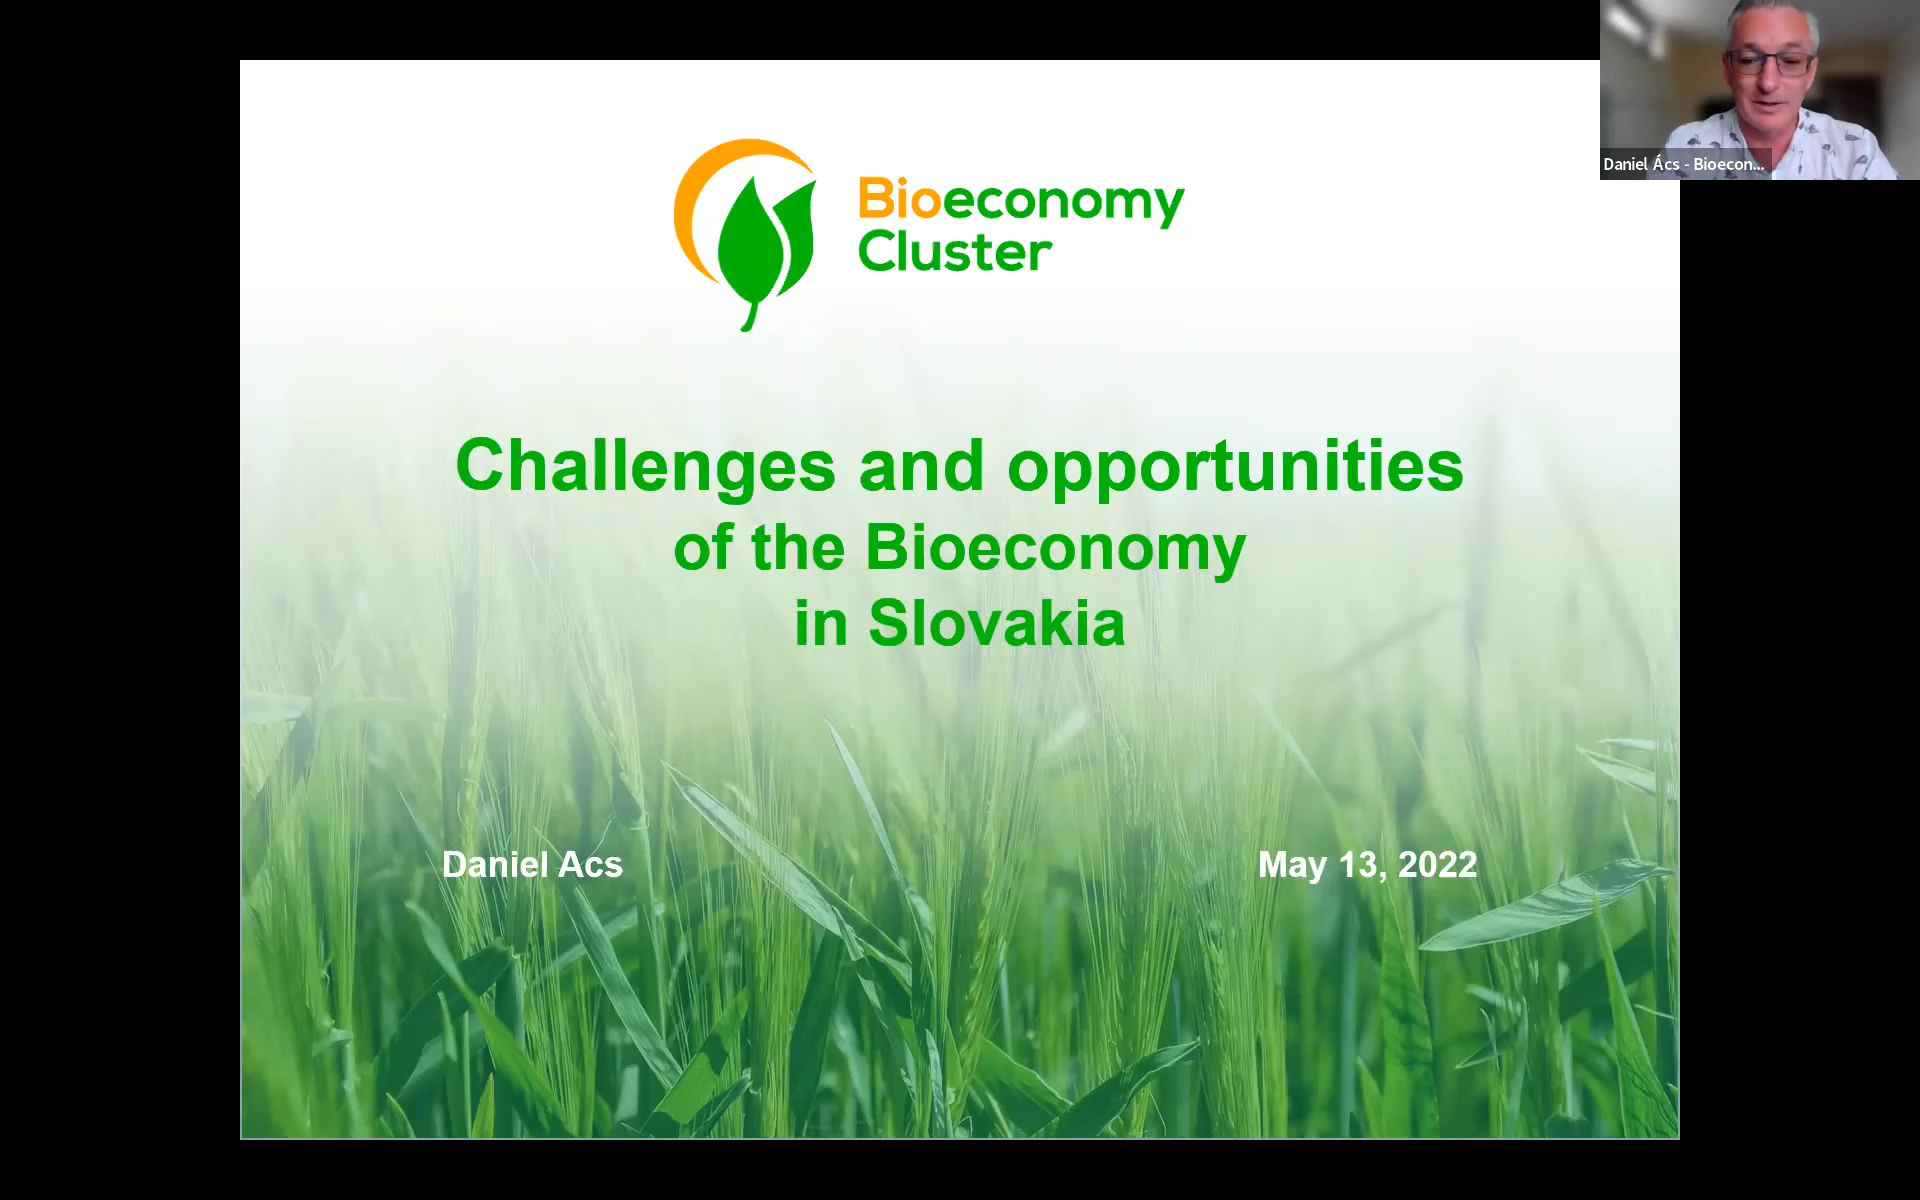 Daniel Ács - Bioecon...
Bioeconomy
Cluster
Challenges and opportunities
of the Bioeconomy
in Slovakia
Daniel Acs
May 13, 2022